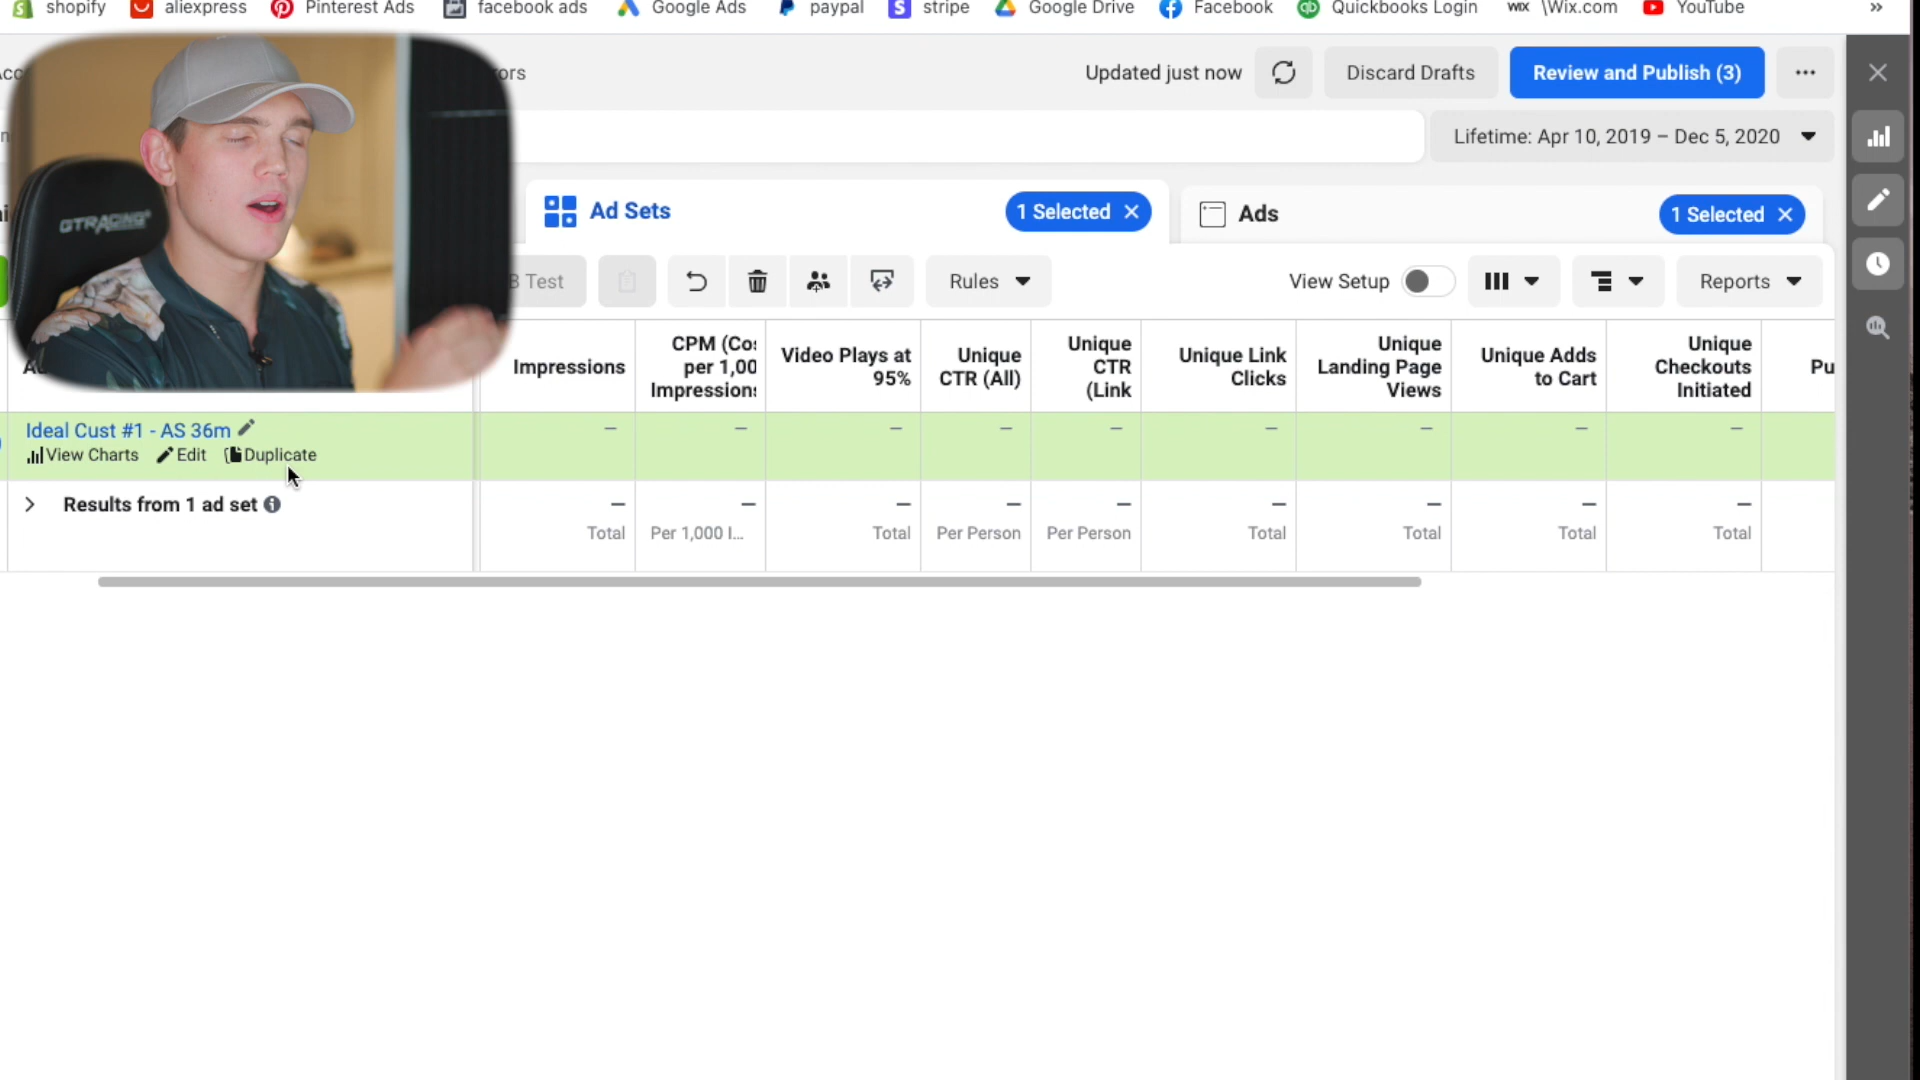 shopify aliexpress Pinterest Ads facebook ads Google Ads paypal stripe Google Drive Facebook Quickbooks Login WIX \Wix.com YouTube »
Updated just now Discard Drafts Review and Publish (3) ...
Lifetime: Apr 10, 2019 – Dec 5, 2020
GTRACING
Ad Sets 1 Selected × Ads 1 Selected ×
B Test Rules View Setup Reports
Impressions
CPM (Cos
per 1,00
Impressions
Video Plays at
95%
Unique
CTR (All)
Unique
CTR
(Link
Unique Link
Clicks
Unique
Landing Page
Views
Unique Adds
to Cart
Unique
Checkouts
Initiated
Pu
Ideal Cust #1 - AS 36m – – – – – – – – –
View Charts Edit Duplicate
Results from 1 ad set – – – – – – – – –
Total Per 1,000 I... Total Per Person Per Person Total Total Total Total